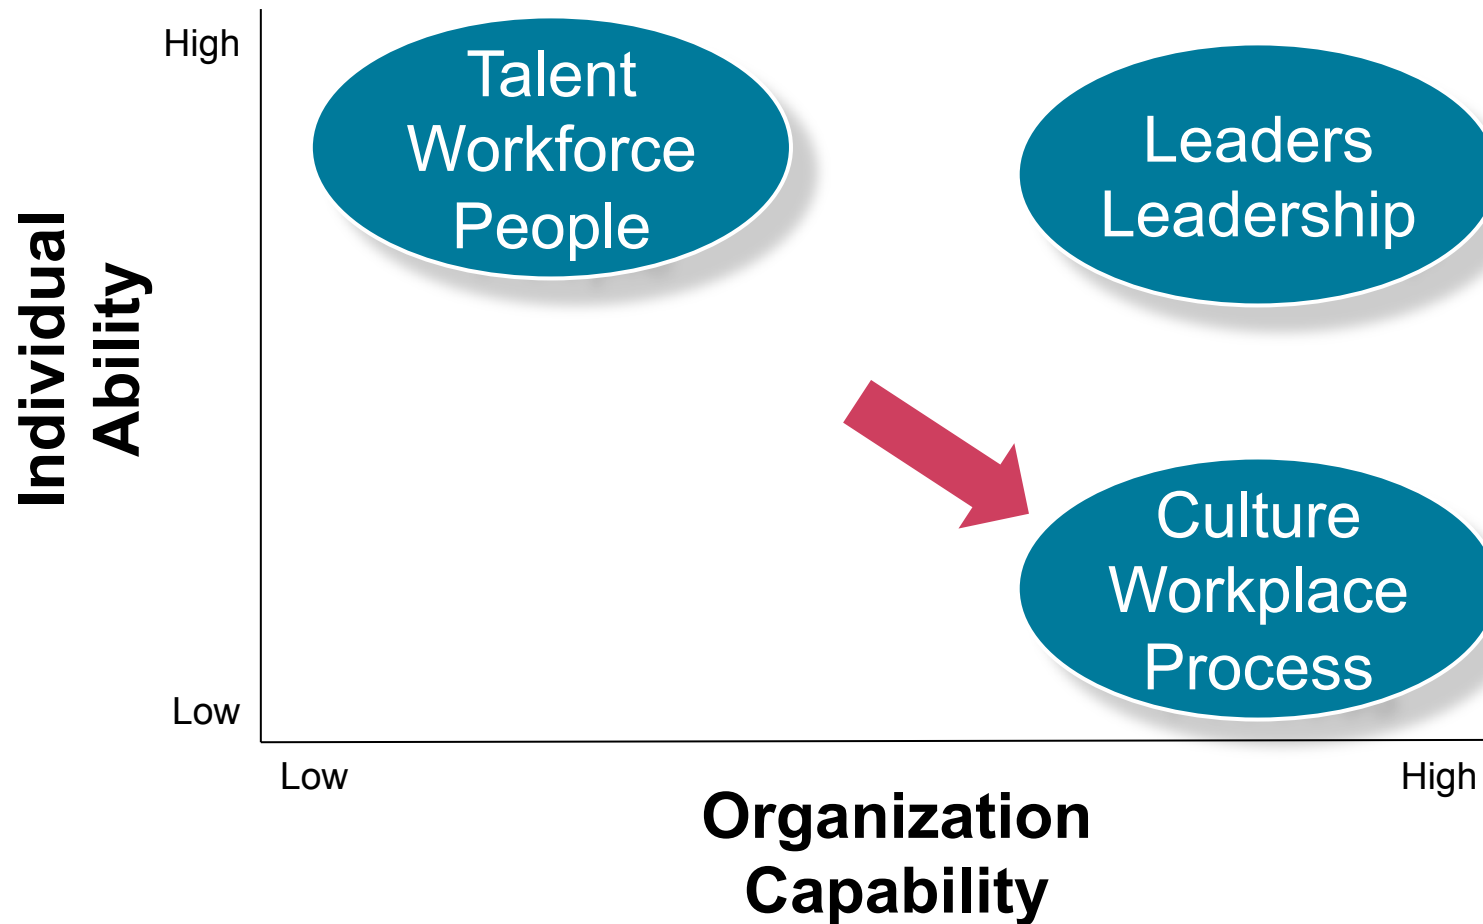 High
Talent
Workforce
People
Leaders
Leadership
Individual
Ability
Culture
Workplace
Process
Low
Low
High
Organization
Capability